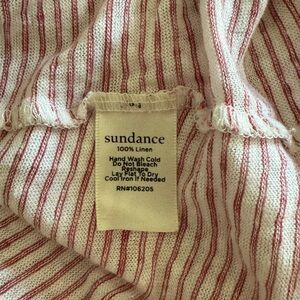 sundance
100% Linen
Hand Wash Cold
Do Not Bleach
Reshape
Lay Flat To Dry
Cool Iron If Needed
RN#106205